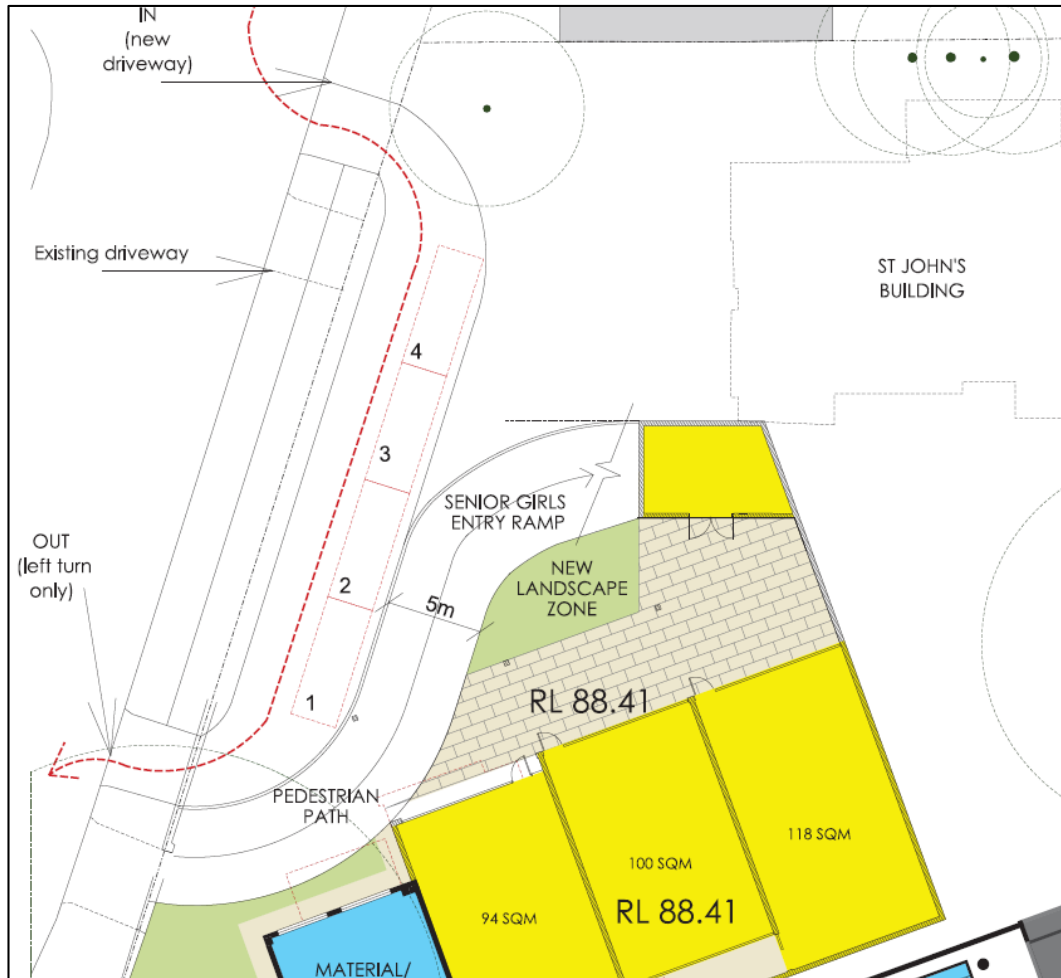 IN
(new
driveway)
Existing driveway
ST JOHN'S
BUILDING
4
3
SENIOR GIRLS
ENTRY RAMP
OUT
(left turn
only)
NEW
LANDSCAPE
ZONE
2
5m
1
RL 88.41
PEDESTRIAN
PATH
118 SQM
100 SQM
94 SQM
RL 88.41
MATERIAL/